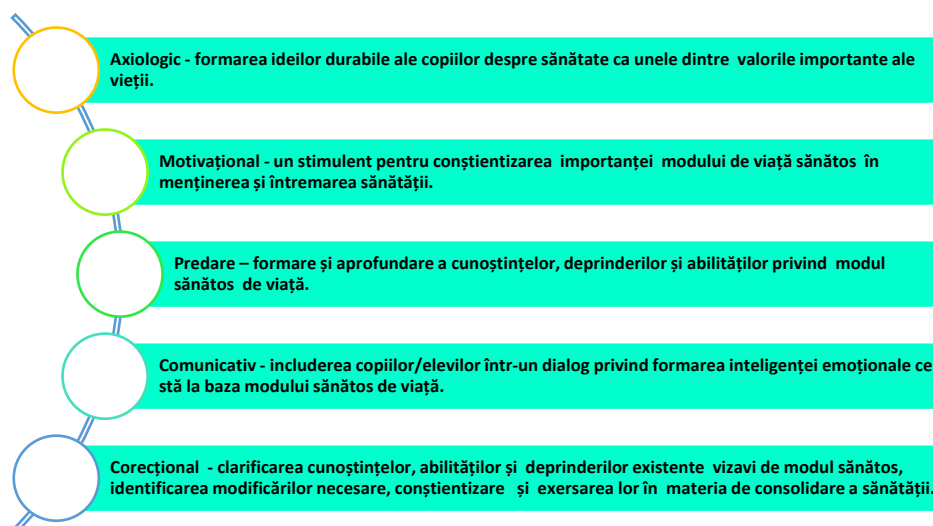 Axiologic - formarea ideilor durabile ale copiilor despre sănătate ca unele dintre valorile importante ale
vieții.
Motivațional - un stimulent pentru conștientizarea importanței modului de viață sănătos în
menținerea și întremarea sănătății.
Predare – formare și aprofundare a cunoștințelor, deprinderilor și abilităților privind modul
sănătos de viață.
Comunicativ - includerea copiilor/elevilor într-un dialog privind formarea inteligenței emoționale ce
stă la baza modului sănătos de viață.
Corecțional - clarificarea cunoștințelor, abilităților și deprinderilor existente vizavi de modul sănătos,
identificarea modificărilor necesare, conștientizare și exersarea lor în materia de consolidare a sănătății.